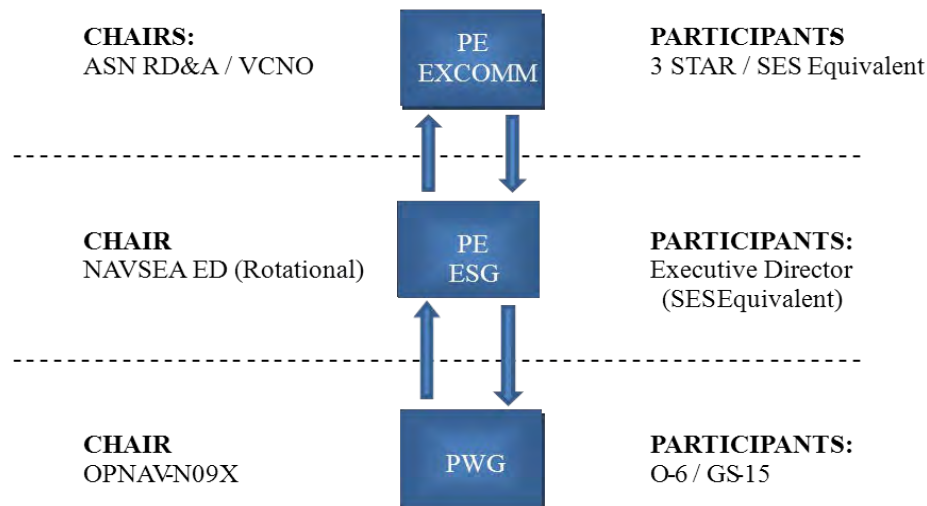 CHAIRS:
ASN RD&A / VCNO
PE
EXCOMM
PARTICIPANTS
3 STAR / SES Equivalent
CHAIR
NAVSEA ED (Rotational)
PE
ESG
PARTICIPANTS:
Executive Director
(SESEquivalent)
CHAIR
OPNAV-N09X
PWG
PARTICIPANTS:
O-6 / GS-15